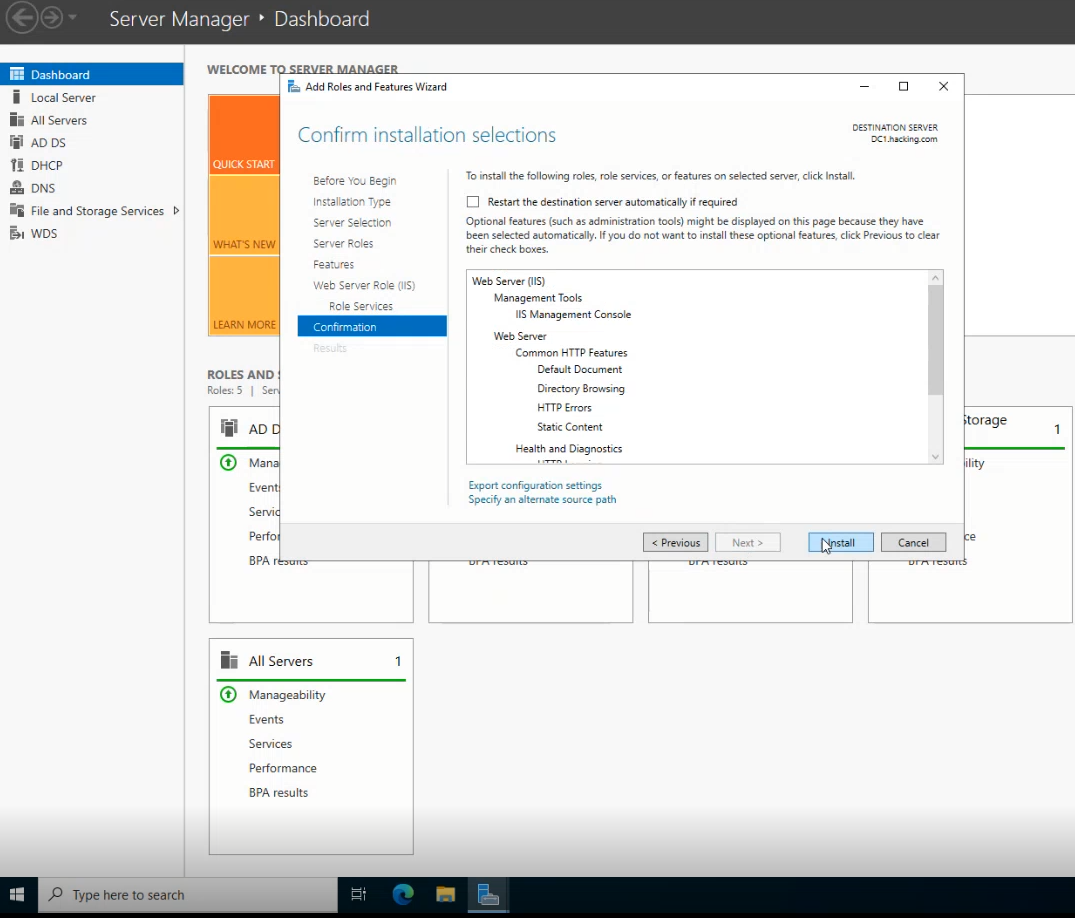 Server Manager ‣ Dashboard
Dashboard
Local Server
All Servers
AD DS
DHCP
DNS
File and Storage Services
WDS
WELCOME TO SERVER MANAGER
QUICK START
WHAT'S NEW
LEARN MORE
ROLES AND
Roles: 5 |
Add Roles and Features Wizard
Confirm installation selections
DESTINATION SERVER
DC1.hacking.com
Before You Begin
Installation Type
Server Selection
Server Roles
Features
Web Server Role (IIS)
Role Services
Confirmation
Results
To install the following roles, role services, or features on selected server, click Install.
Restart the destination server automatically if required
Optional features (such as administration tools) might be displayed on this page because they have
been selected automatically. If you do not want to install these optional features, click Previous to clear
their check boxes.
Web Server (IIS)
Management Tools
IIS Management Console
Web Server
Common HTTP Features
Default Document
Directory Browsing
HTTP Errors
Static Content
Health and Diagnostics
Export configuration settings
Specify an alternate source path
< Previous
Next >
Install
Cancel
AD D
Mana
Event
Servic
Perfor
BPA results
BPA results
BPA results
Storage
1
ility
ce
BPA results
All Servers
1
Manageability
Events
Services
Performance
BPA results
Type here to search